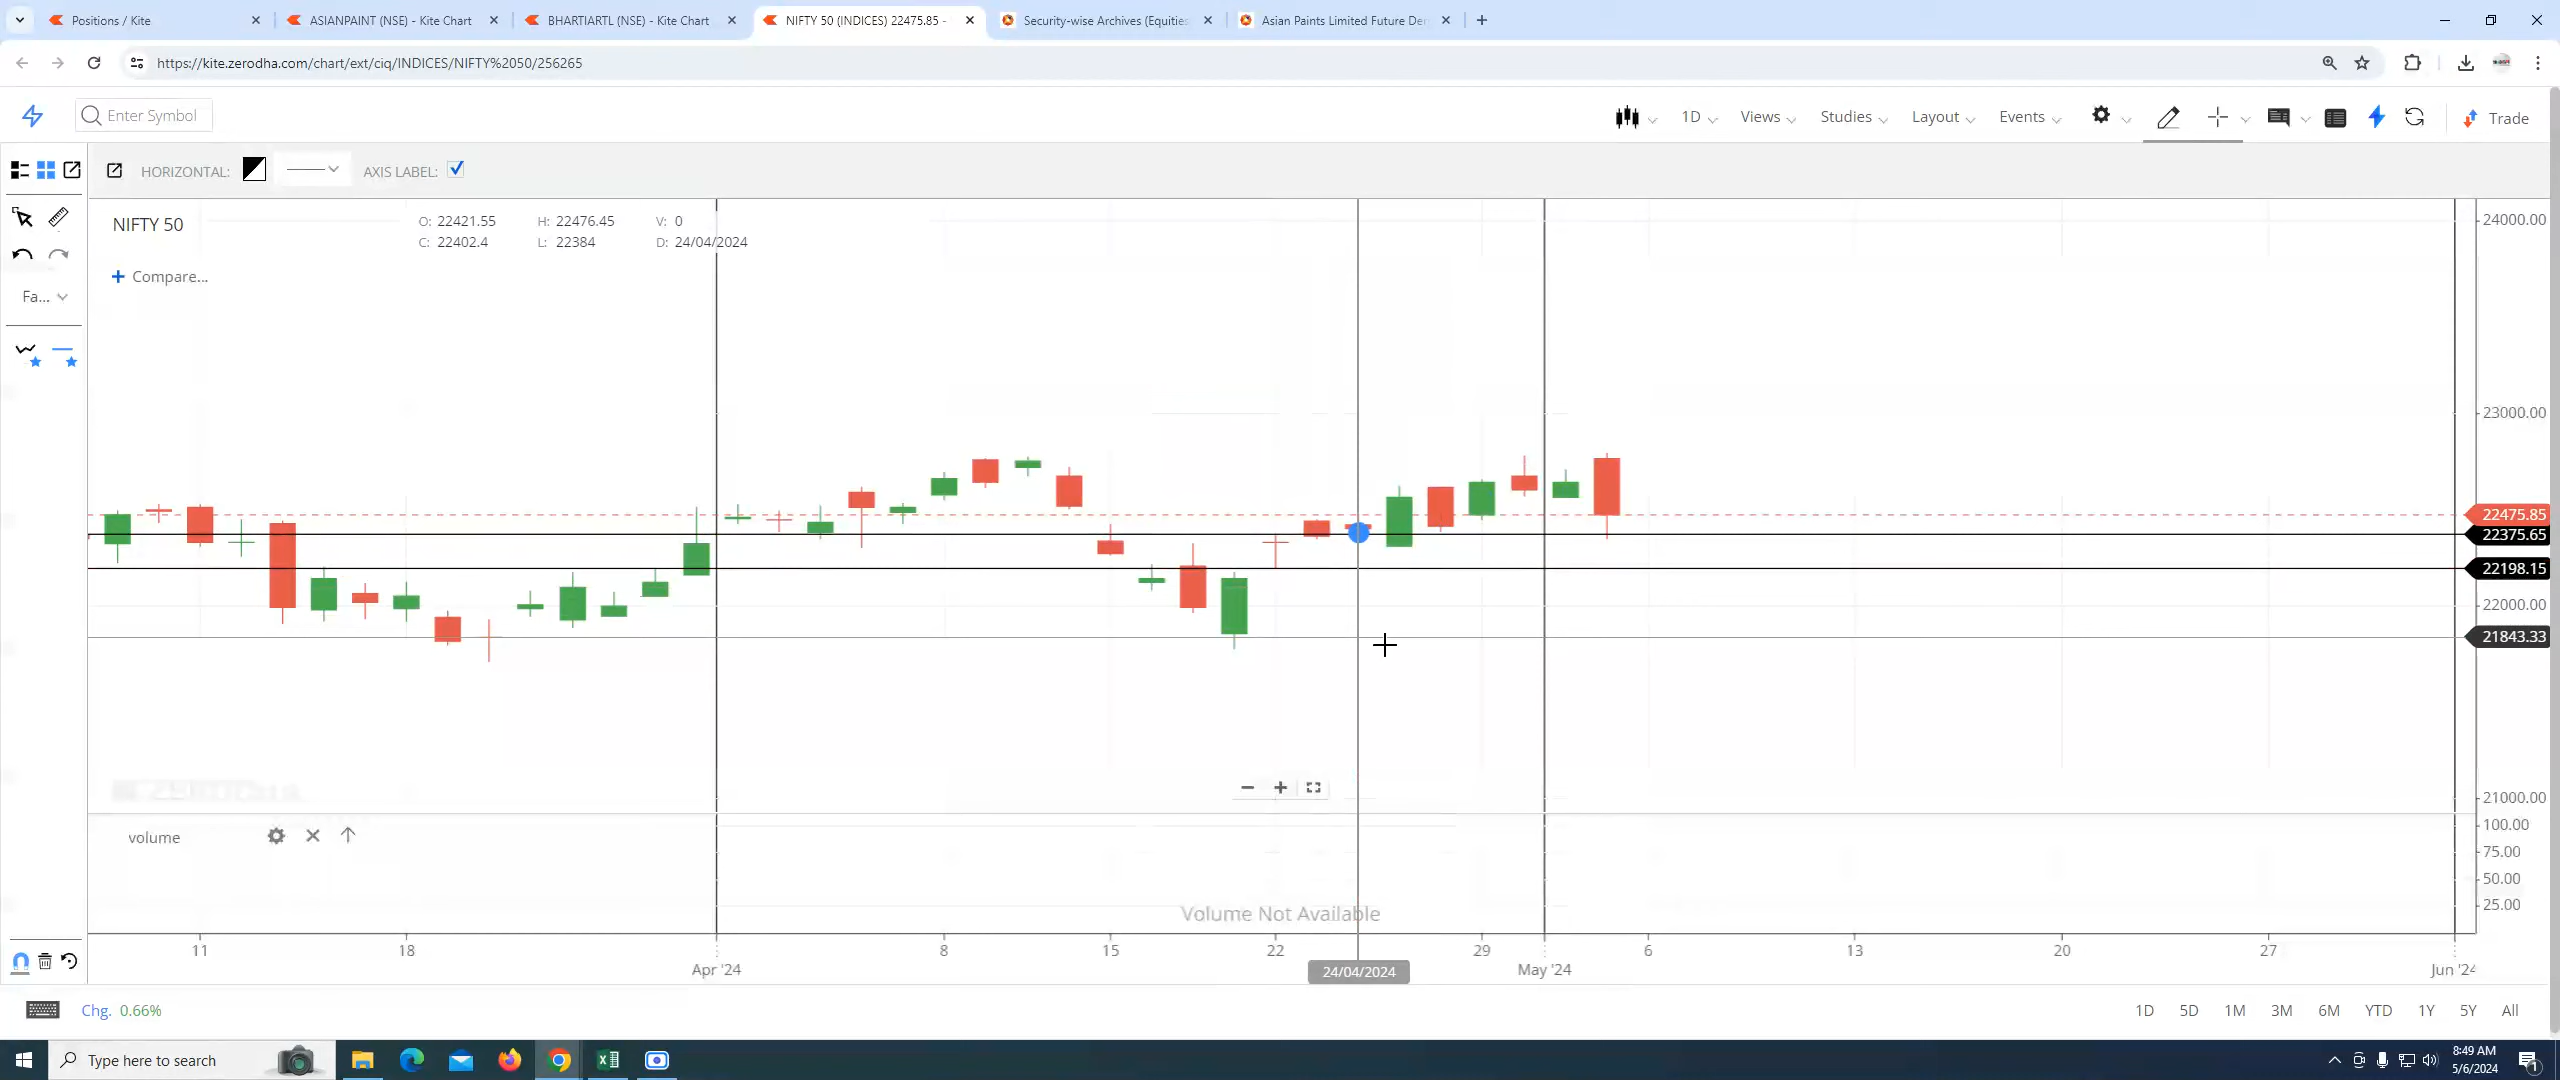 Positions / Kite
ASIANPAINT (NSE) - Kite Chart
BHARTIARTL (NSE) - Kite Chart
NIFTY 50 (INDICES) 22475.85 -
Security-wise Archives (Equities
Asian Paints Limited Future Der
https://kite.zerodha.com/chart/ext/ciq/INDICES/NIFTY%2050/256265
Enter Symbol
1D
Views
Studies
Layout
Events
Trade
HORIZONTAL:
AXIS LABEL:
NIFTY 50
O: 22421.55 H: 22476.45 V: 0
C: 22402.4 L: 22384 D: 24/04/2024
Compare...
Fa...
24000.00
23000.00
22475.85
22375.65
22198.15
22000.00
21843.33
21000.00
volume
100.00
75.00
50.00
25.00
Volume Not Available
11 18 8 15 22 29 6 13 20 27
Apr '24 24/04/2024 May '24 Jun '24
Chg. 0.66%
1D 5D 1M 3M 6M YTD 1Y 5Y All
Type here to search
8:49 AM
5/6/2024
1